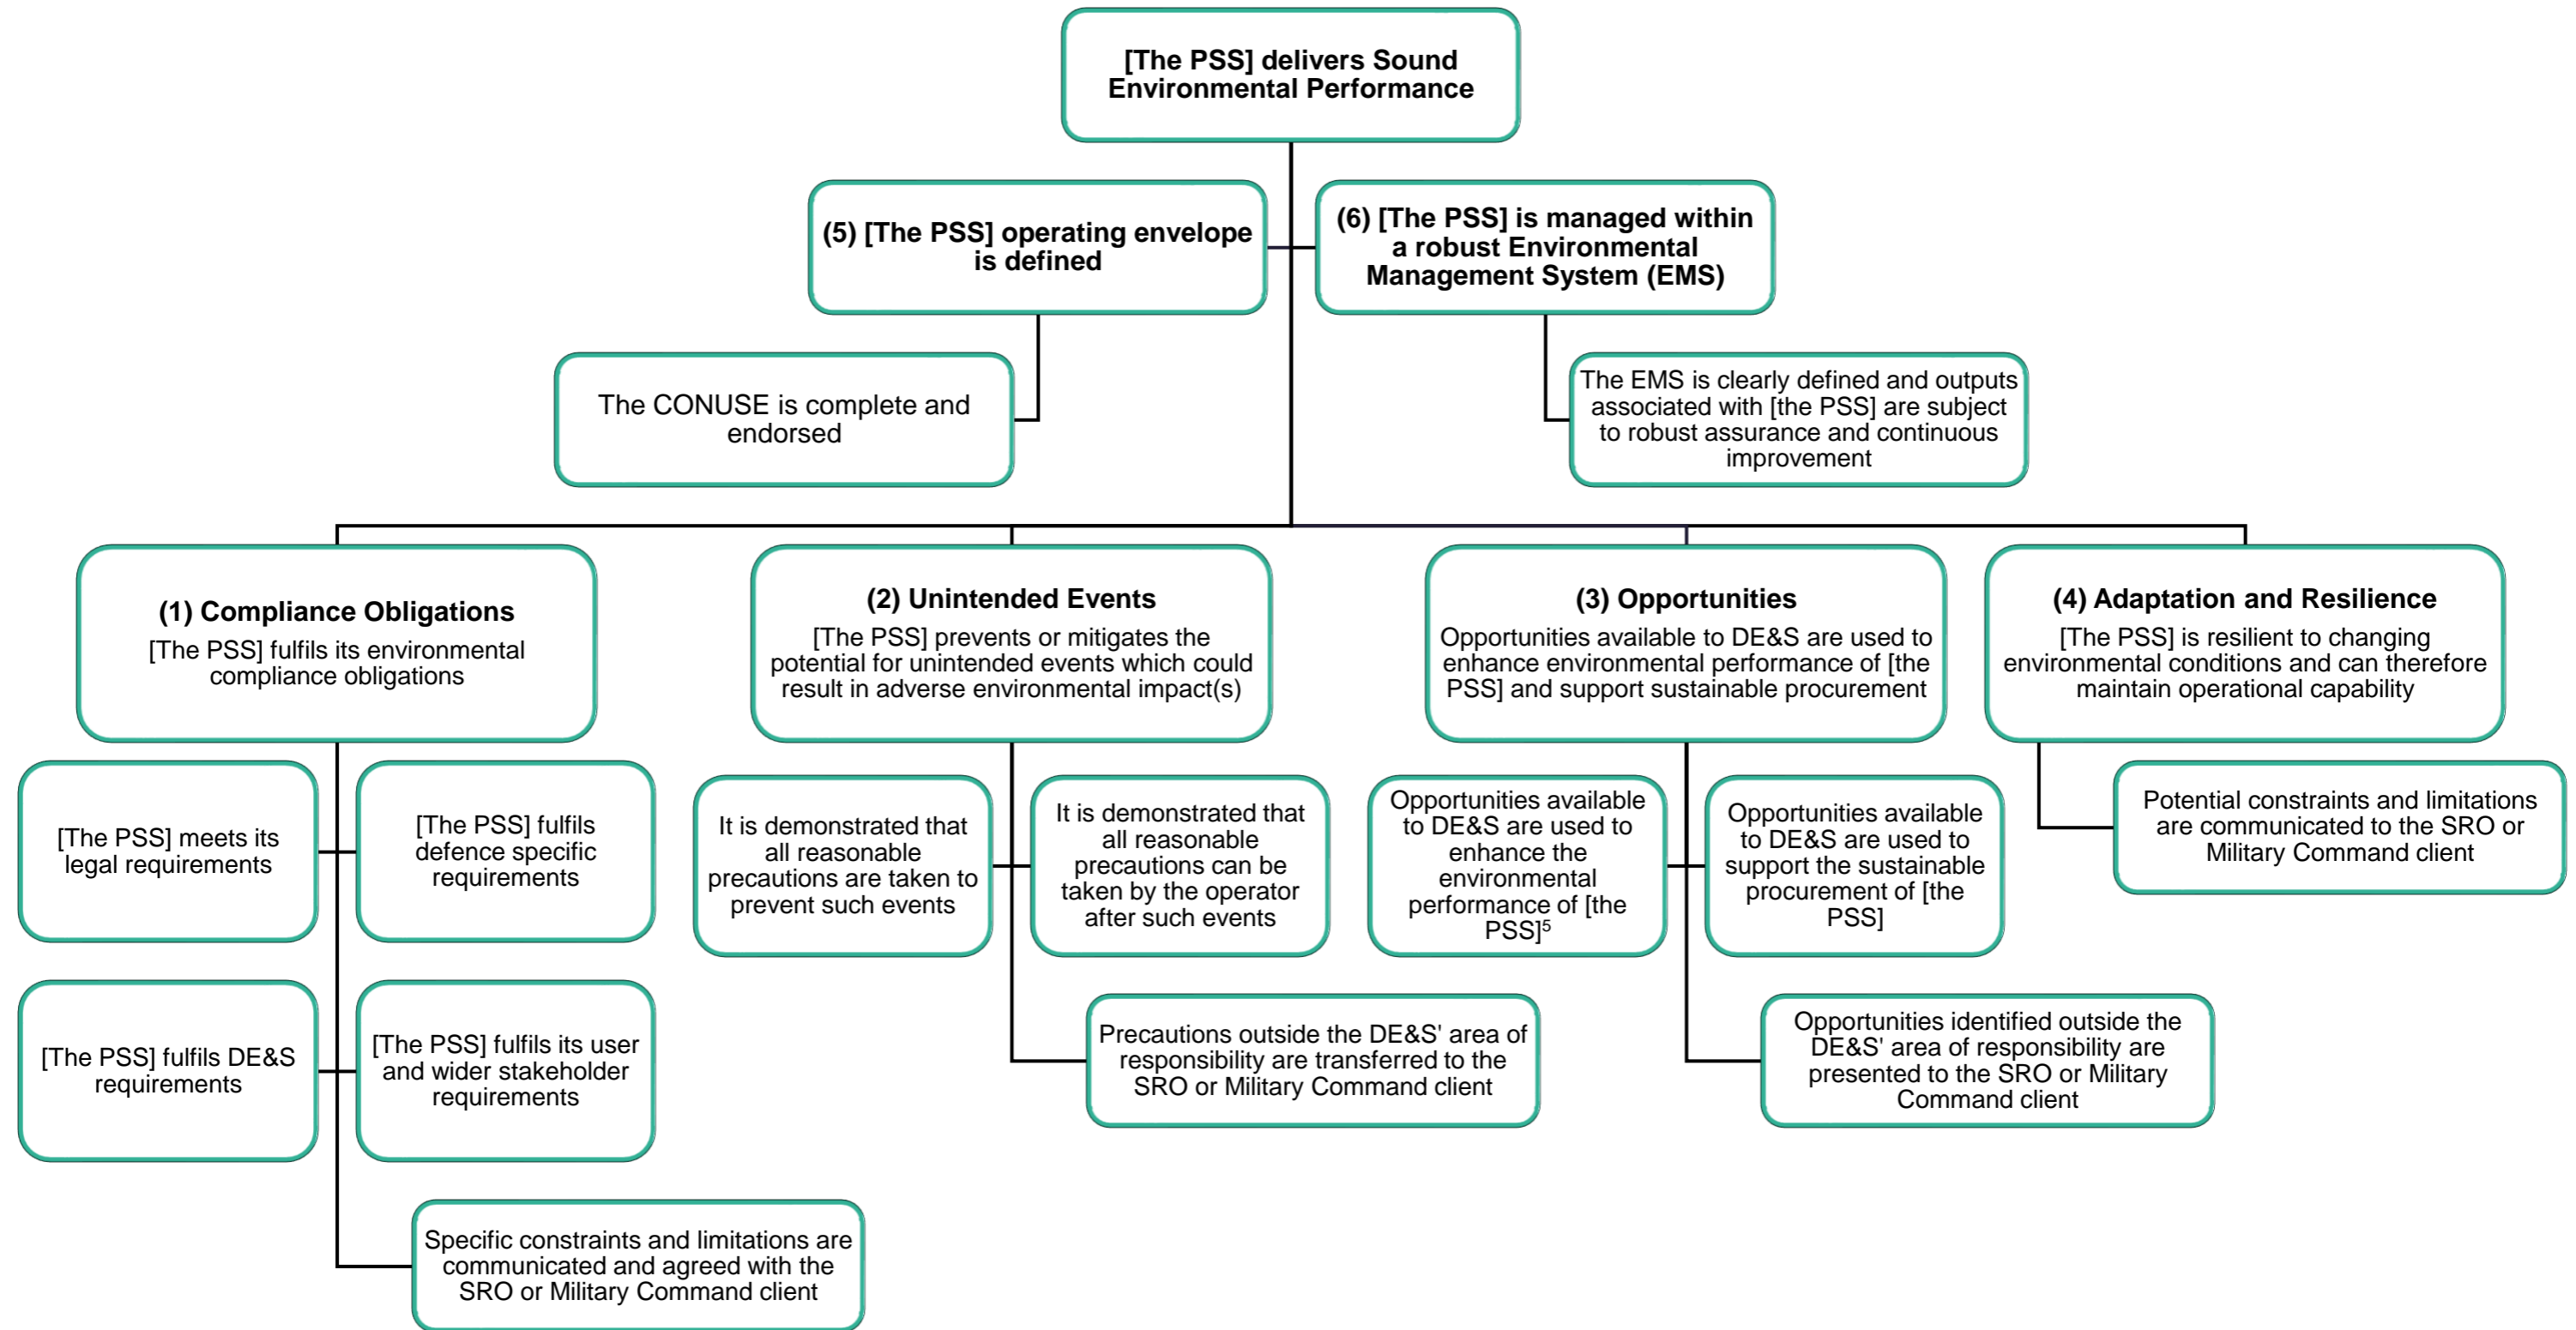 [The PSS] delivers Sound
Environmental Performance
(5) [The PSS] operating envelope
is defined
(6) [The PSS] is managed within
a robust Environmental
Management System (EMS)
The CONUSE is complete and
endorsed
The EMS is clearly defined and outputs
associated with [the PSS] are subject
to robust assurance and continuous
improvement
(1) Compliance Obligations
[The PSS] fulfils its environmental
compliance obligations
(2) Unintended Events
[The PSS] prevents or mitigates the
potential for unintended events which could
result in adverse environmental impact(s)
(3) Opportunities
Opportunities available to DE&S are used to
enhance environmental performance of [the
PSS] and support sustainable procurement
(4) Adaptation and Resilience
[The PSS] is resilient to changing
environmental conditions and can therefore
maintain operational capability
[The PSS] meets its
legal requirements
[The PSS] fulfils
defence specific
requirements
It is demonstrated that
all reasonable
precautions are taken to
prevent such events
It is demonstrated that
all reasonable
precautions can be
taken by the operator
after such events
Opportunities available
to DE&S are used to
enhance the
environmental
performance of [the
PSS]⁵
Opportunities available
to DE&S are used to
support the sustainable
procurement of [the
PSS]
Potential constraints and limitations
are communicated to the SRO or
Military Command client
[The PSS] fulfils DE&S
requirements
[The PSS] fulfils its user
and wider stakeholder
requirements
Precautions outside the DE&S' area of
responsibility are transferred to the
SRO or Military Command client
Opportunities identified outside the
DE&S' area of responsibility are
presented to the SRO or Military
Command client
Specific constraints and limitations are
communicated and agreed with the
SRO or Military Command client